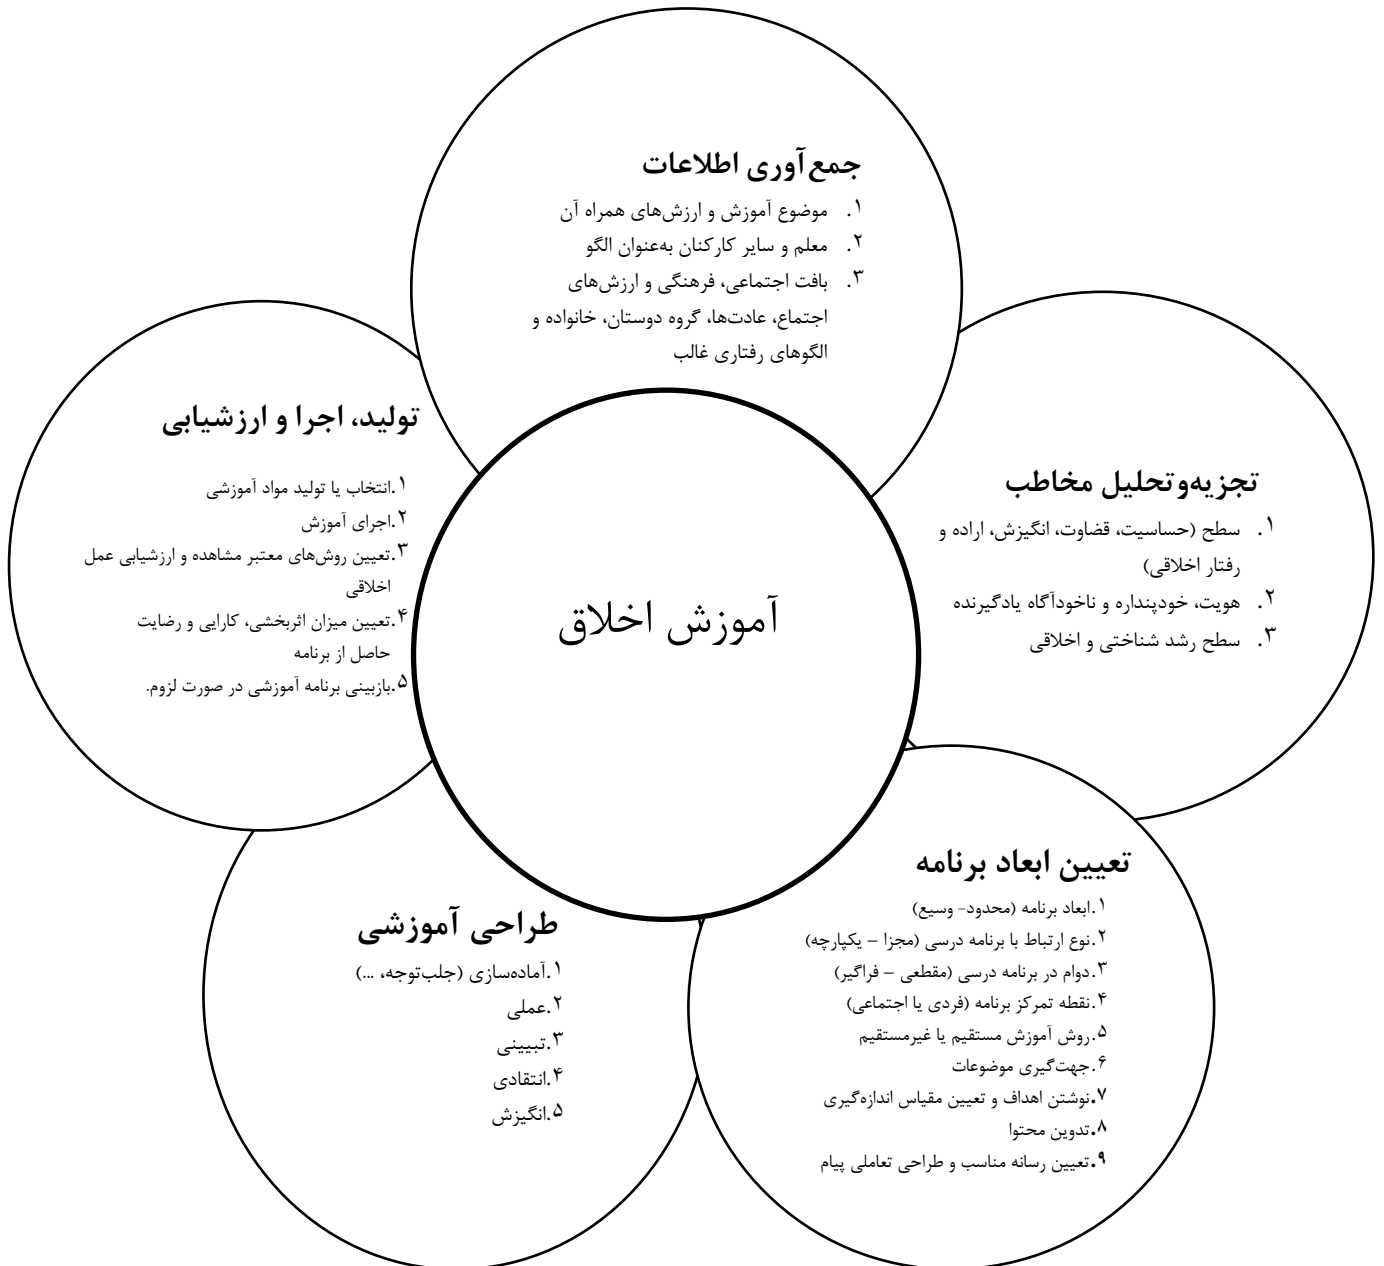 جمع‌آوری اطلاعات
۱. موضوع آموزش و ارزش‌های همراه آن
۲. معلم و سایر کارکنان به‌عنوان الگو
۳. بافت اجتماعی، فرهنگی و ارزش‌های
اجتماع، عادت‌ها، گروه دوستان، خانواده و
الگوهای رفتاری غالب
تجزیه‌وتحلیل مخاطب
۱. سطح (حساسیت، قضاوت، انگیزش، اراده و
رفتار اخلاقی)
۲. هویت، خودپنداره و ناخودآگاه یادگیرنده
۳. سطح رشد شناختی و اخلاقی
تعیین ابعاد برنامه
۱.ابعاد برنامه (محدود- وسیع)
۲.نوع ارتباط با برنامه درسی (مجزا – یکپارچه)
۳.دوام در برنامه درسی (مقطعی – فراگیر)
۴.نقطه تمرکز برنامه (فردی یا اجتماعی)
۵.روش آموزش مستقیم یا غیرمستقیم
۶.جهت‌گیری موضوعات
۷.نوشتن اهداف و تعیین مقیاس اندازه‌گیری
۸.تدوین محتوا
۹.تعیین رسانه مناسب و طراحی تعاملی پیام
طراحی آموزشی
۱.آماده‌سازی (جلب‌توجه، ...)
۲.عملی
۳.تبیینی
۴.انتقادی
۵.انگیزش
تولید، اجرا و ارزشیابی
۱.انتخاب یا تولید مواد آموزشی
۲.اجرای آموزش
۳.تعیین روش‌های معتبر مشاهده و ارزشیابی عمل
اخلاقی
۴.تعیین میزان اثربخشی، کارایی و رضایت
حاصل از برنامه
۵.بازبینی برنامه آموزشی در صورت لزوم.
آموزش اخلاق